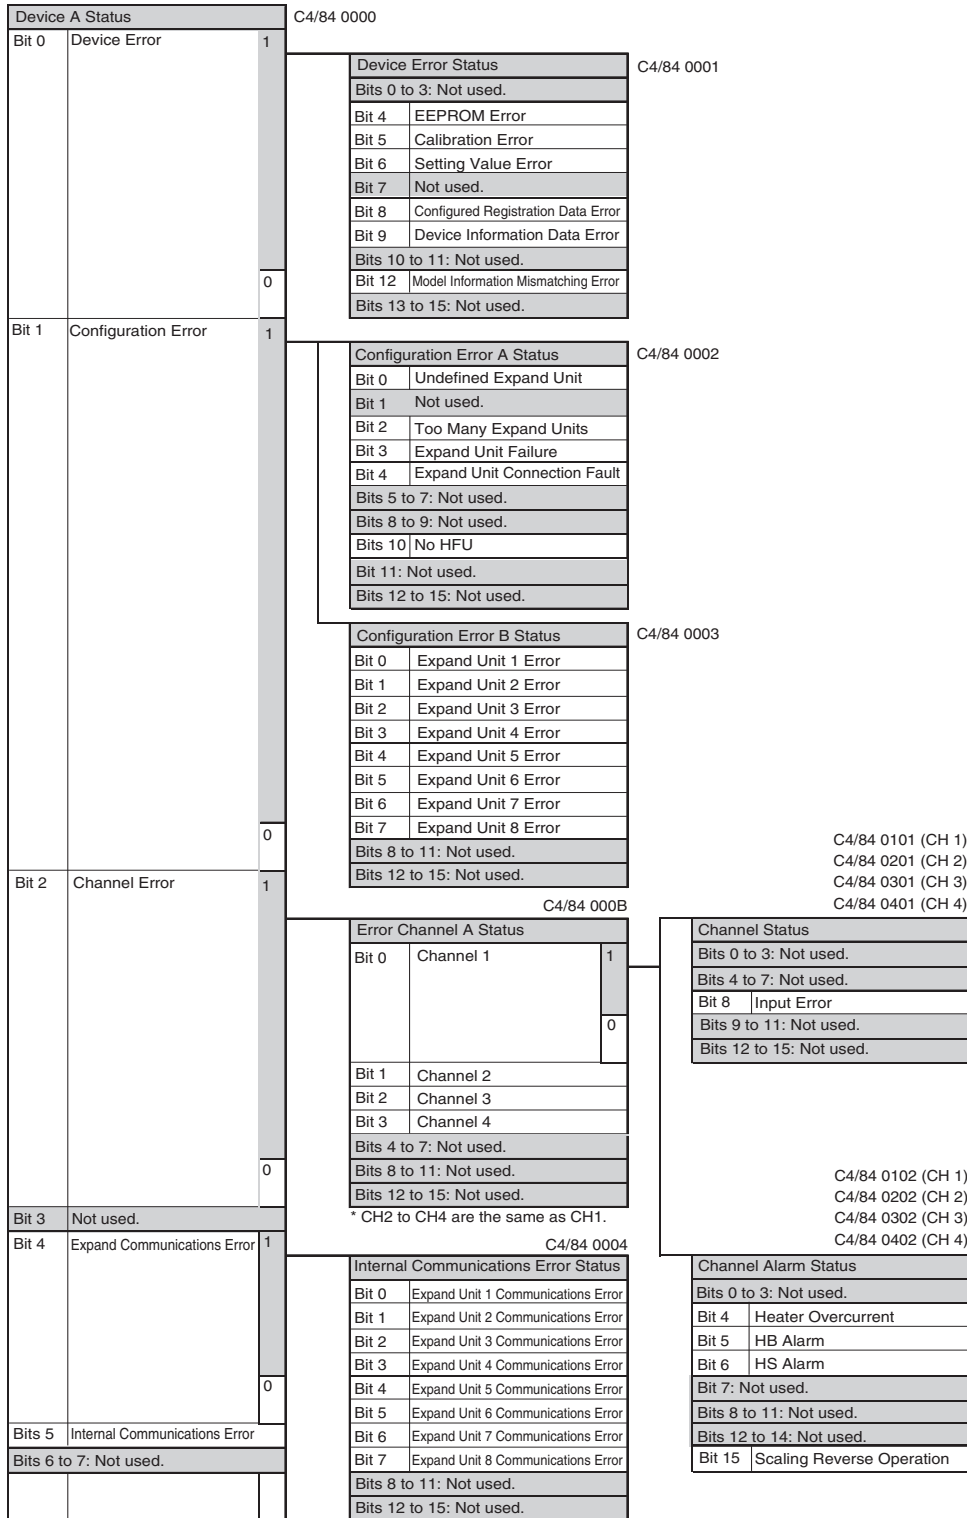 Device A Status
C4/84 0000
Bit 0 Device Error 1
0
Device Error Status
C4/84 0001
Bits 0 to 3: Not used.
Bit 4 EEPROM Error
Bit 5 Calibration Error
Bit 6 Setting Value Error
Bit 7 Not used.
Bit 8 Configured Registration Data Error
Bit 9 Device Information Data Error
Bits 10 to 11: Not used.
Bit 12 Model Information Mismatching Error
Bits 13 to 15: Not used.
Bit 1 Configuration Error 1
0
Configuration Error A Status
C4/84 0002
Bit 0 Undefined Expand Unit
Bit 1 Not used.
Bit 2 Too Many Expand Units
Bit 3 Expand Unit Failure
Bit 4 Expand Unit Connection Fault
Bits 5 to 7: Not used.
Bits 8 to 9: Not used.
Bits 10 No HFU
Bit 11: Not used.
Bits 12 to 15: Not used.
Configuration Error B Status
C4/84 0003
Bit 0 Expand Unit 1 Error
Bit 1 Expand Unit 2 Error
Bit 2 Expand Unit 3 Error
Bit 3 Expand Unit 4 Error
Bit 4 Expand Unit 5 Error
Bit 5 Expand Unit 6 Error
Bit 6 Expand Unit 7 Error
Bit 7 Expand Unit 8 Error
Bits 8 to 11: Not used.
Bits 12 to 15: Not used.
Bit 2 Channel Error 1
0
C4/84 000B
Error Channel A Status
Bit 0 Channel 1 1
0
Bit 1 Channel 2
Bit 2 Channel 3
Bit 3 Channel 4
Bits 4 to 7: Not used.
Bits 8 to 11: Not used.
Bits 12 to 15: Not used.
* CH2 to CH4 are the same as CH1.
C4/84 0101 (CH 1)
C4/84 0201 (CH 2)
C4/84 0301 (CH 3)
C4/84 0401 (CH 4)
Channel Status
Bits 0 to 3: Not used.
Bits 4 to 7: Not used.
Bit 8 Input Error
Bits 9 to 11: Not used.
Bits 12 to 15: Not used.
C4/84 0102 (CH 1)
C4/84 0202 (CH 2)
C4/84 0302 (CH 3)
C4/84 0402 (CH 4)
Channel Alarm Status
Bits 0 to 3: Not used.
Bit 4 Heater Overcurrent
Bit 5 HB Alarm
Bit 6 HS Alarm
Bit 7: Not used.
Bits 8 to 11: Not used.
Bits 12 to 14: Not used.
Bit 15 Scaling Reverse Operation
Bit 3 Not used.
Bit 4 Expand Communications Error 1
0
C4/84 0004
Internal Communications Error Status
Bit 0 Expand Unit 1 Communications Error
Bit 1 Expand Unit 2 Communications Error
Bit 2 Expand Unit 3 Communications Error
Bit 3 Expand Unit 4 Communications Error
Bit 4 Expand Unit 5 Communications Error
Bit 5 Expand Unit 6 Communications Error
Bit 6 Expand Unit 7 Communications Error
Bit 7 Expand Unit 8 Communications Error
Bits 8 to 11: Not used.
Bits 12 to 15: Not used.
Bits 5 Internal Communications Error
Bits 6 to 7: Not used.